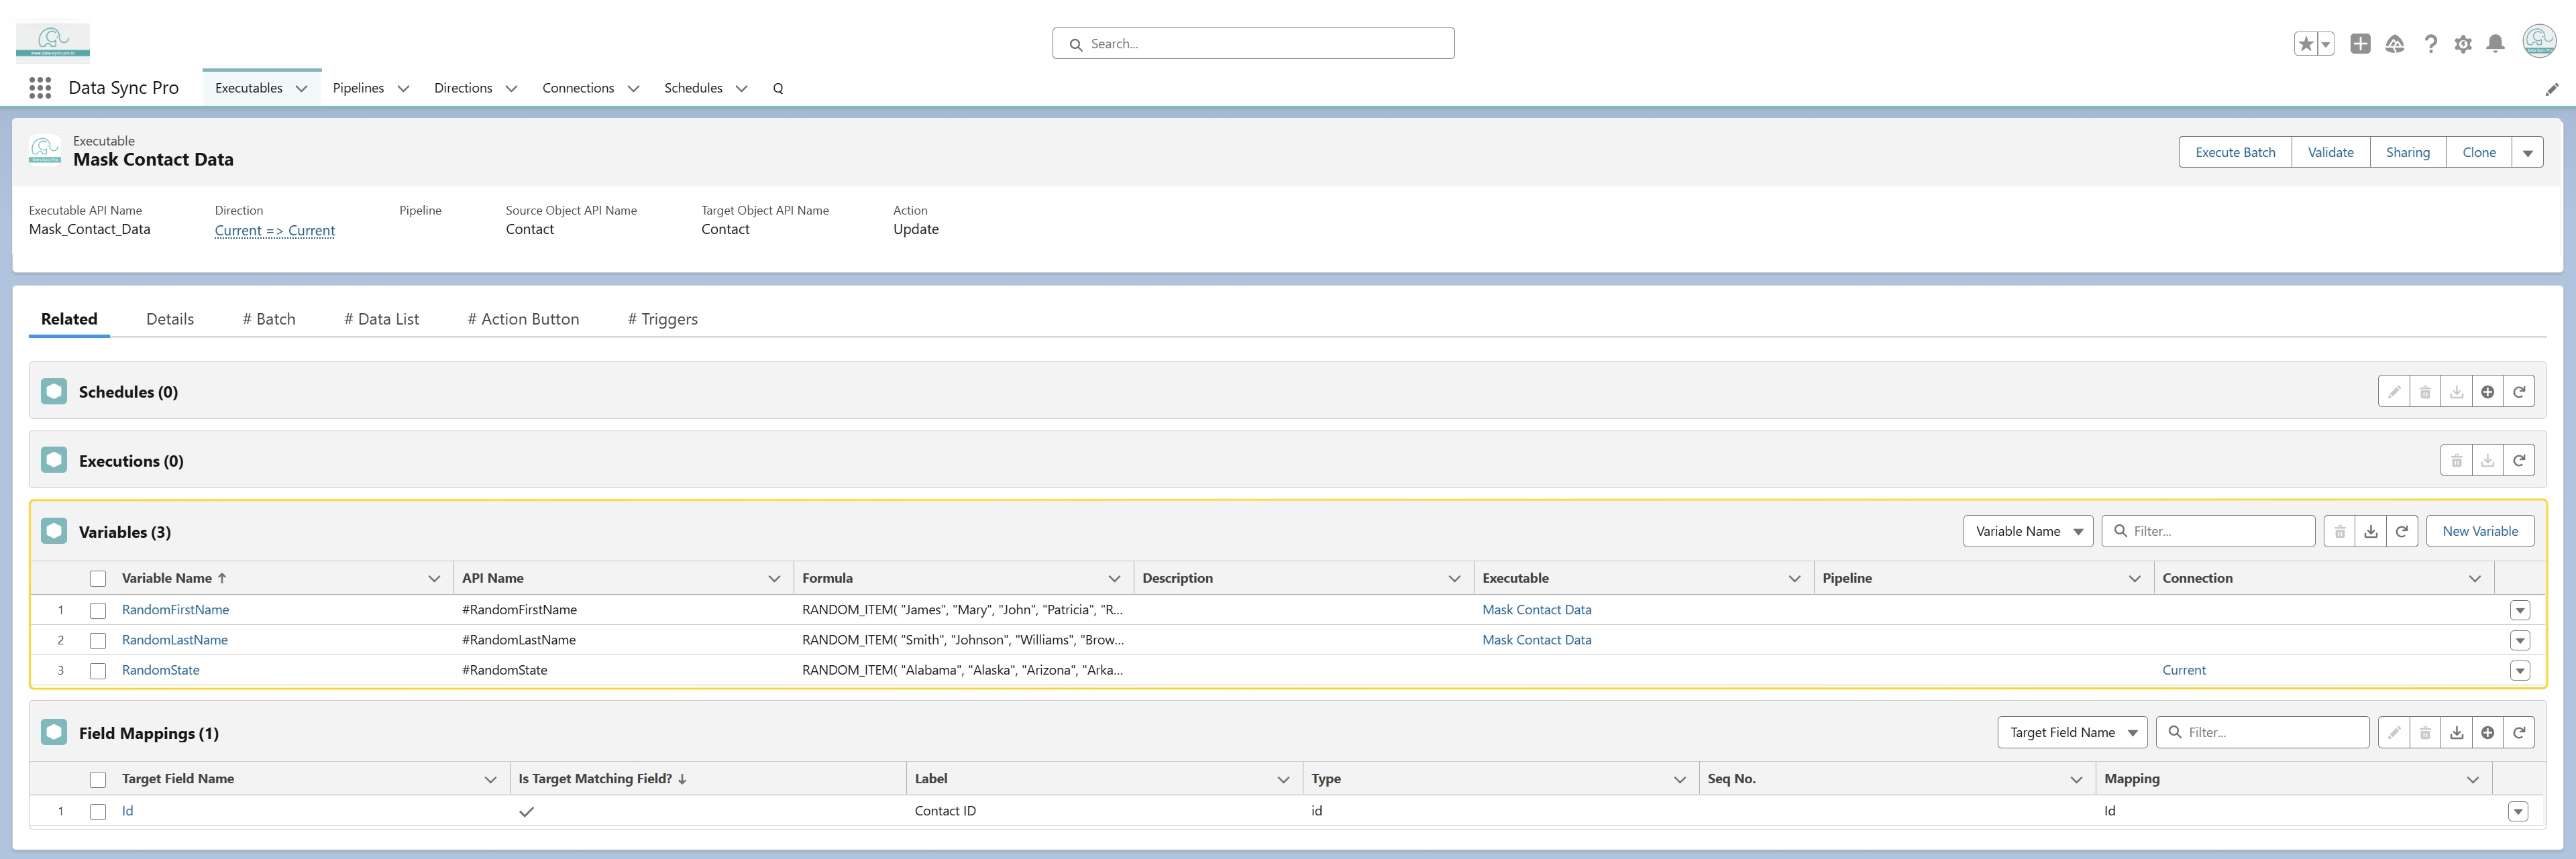 www.data-sync-pro.io
Search...
Data Sync Pro
Executables
Pipelines
Directions
Connections
Schedules
Q
Executable
Mask Contact Data
Execute Batch
Validate
Sharing
Clone
Executable API Name
Direction
Pipeline
Source Object API Name
Target Object API Name
Action
Mask_Contact_Data
Current => Current
Contact
Contact
Update
Related
Details
# Batch
# Data List
# Action Button
# Triggers
Schedules (0)
Executions (0)
Variables (3)
Variable Name
Filter...
New Variable
Variable Name
API Name
Formula
Description
Executable
Pipeline
Connection
1 RandomFirstName #RandomFirstName RANDOM_ITEM( "James", "Mary", "John", "Patricia", "R... Mask Contact Data
2 RandomLastName #RandomLastName RANDOM_ITEM( "Smith", "Johnson", "Williams", "Brow... Mask Contact Data
3 RandomState #RandomState RANDOM_ITEM( "Alabama", "Alaska", "Arizona", "Arka... Current
Field Mappings (1)
Target Field Name
Filter...
Target Field Name
Is Target Matching Field?
Label
Type
Seq No.
Mapping
1 Id Contact ID id Id